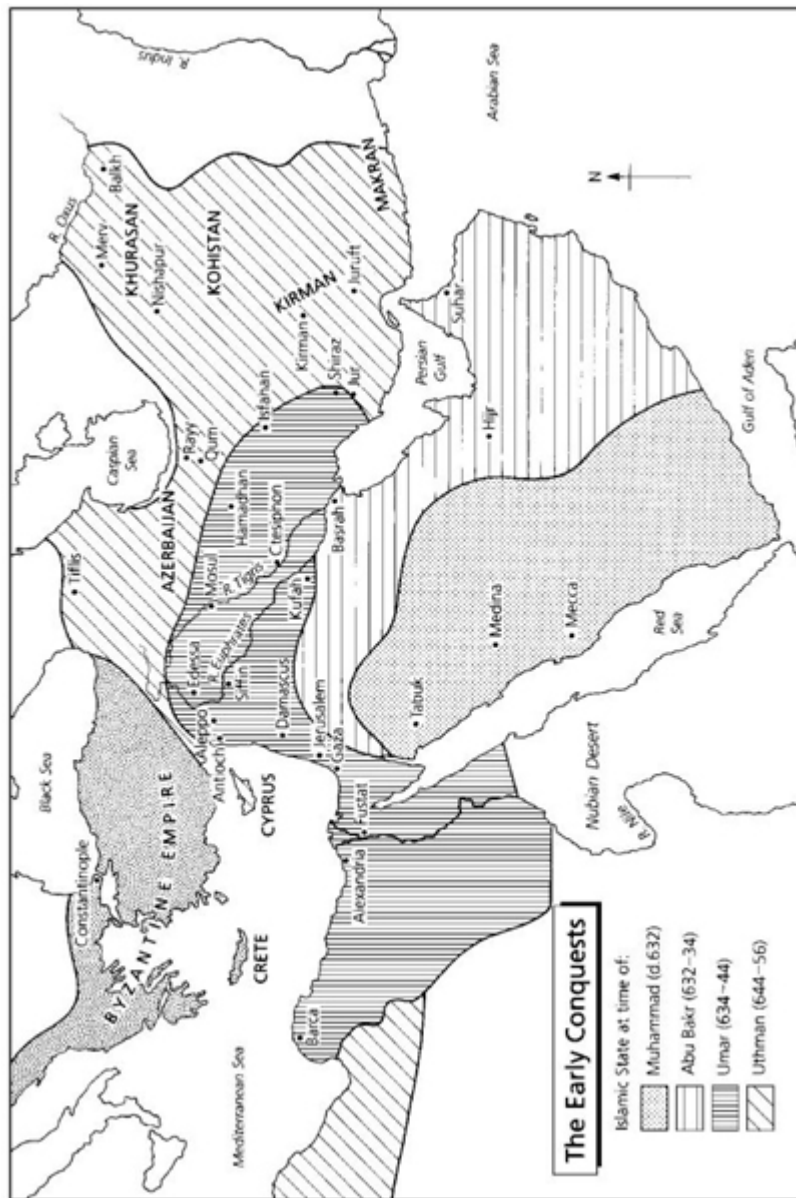 The Early Conquests
Islamic State at time of:
Muhammad (d.632)
Abu Bakr (632–34)
Umar (634–44)
Uthman (644–56)
Black Sea
Caspian
Sea
R. Oxus
R. Indus
Constantinople
BYZANTINE EMPIRE
Tiflis
AZERBAIJAN
Merv
Balkh
KHURASAN
Nishapur
KOHISTAN
Rayy
Qum
Mosul
Edessa
Aleppo
Antioch
Siffin
R. Euphrates
R. Tigris
Hamadhan
Isfahan
Ctesiphon
Kufah
Basrah
Shiraz
Jur
Kirman
KIRMAN
Juruft
MAKRAN
CRETE
CYPRUS
Mediterranean Sea
Barca
Alexandria
Fustat
Damascus
Jerusalem
Gaza
Persian
Gulf
Suhar
Hijr
Tabuk
Medina
Mecca
Red
Sea
Nubian Desert
R. Nile
Gulf of Aden
Arabian Sea
N